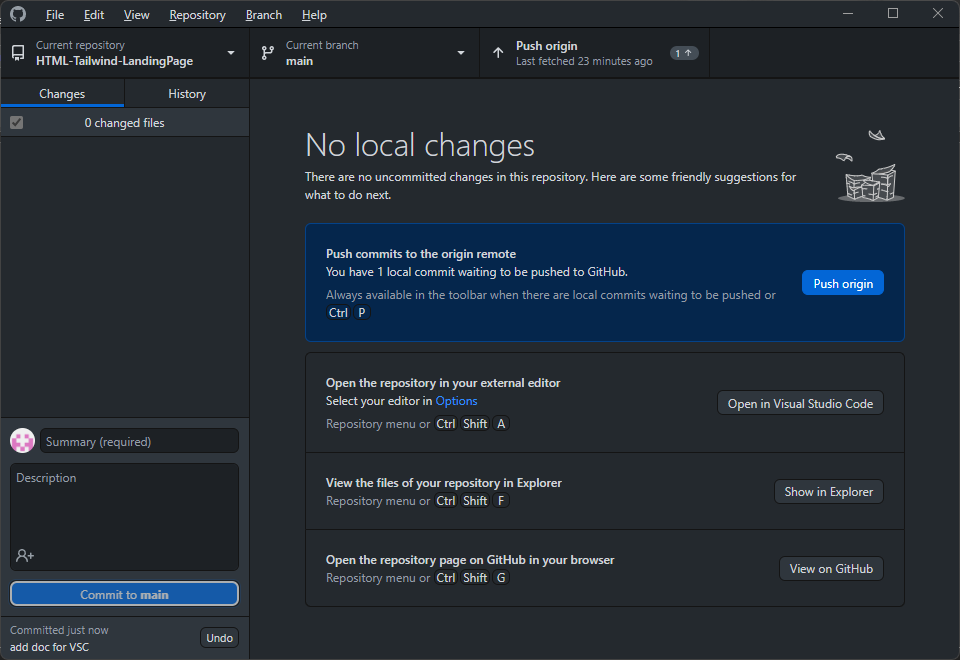 File Edit View Repository Branch Help
Current repository
HTML-Tailwind-LandingPage
Current branch
main
Push origin
Last fetched 23 minutes ago
1
Changes History
0 changed files
No local changes
There are no uncommitted changes in this repository. Here are some friendly suggestions for
what to do next.
Push commits to the origin remote
You have 1 local commit waiting to be pushed to GitHub.
Always available in the toolbar when there are local commits waiting to be pushed or
Ctrl P
Push origin
Open the repository in your external editor
Select your editor in Options
Repository menu or Ctrl Shift A
Open in Visual Studio Code
View the files of your repository in Explorer
Repository menu or Ctrl Shift F
Show in Explorer
Open the repository page on GitHub in your browser
Repository menu or Ctrl Shift G
View on GitHub
Summary (required)
Description
Commit to main
Committed just now
add doc for VSC
Undo